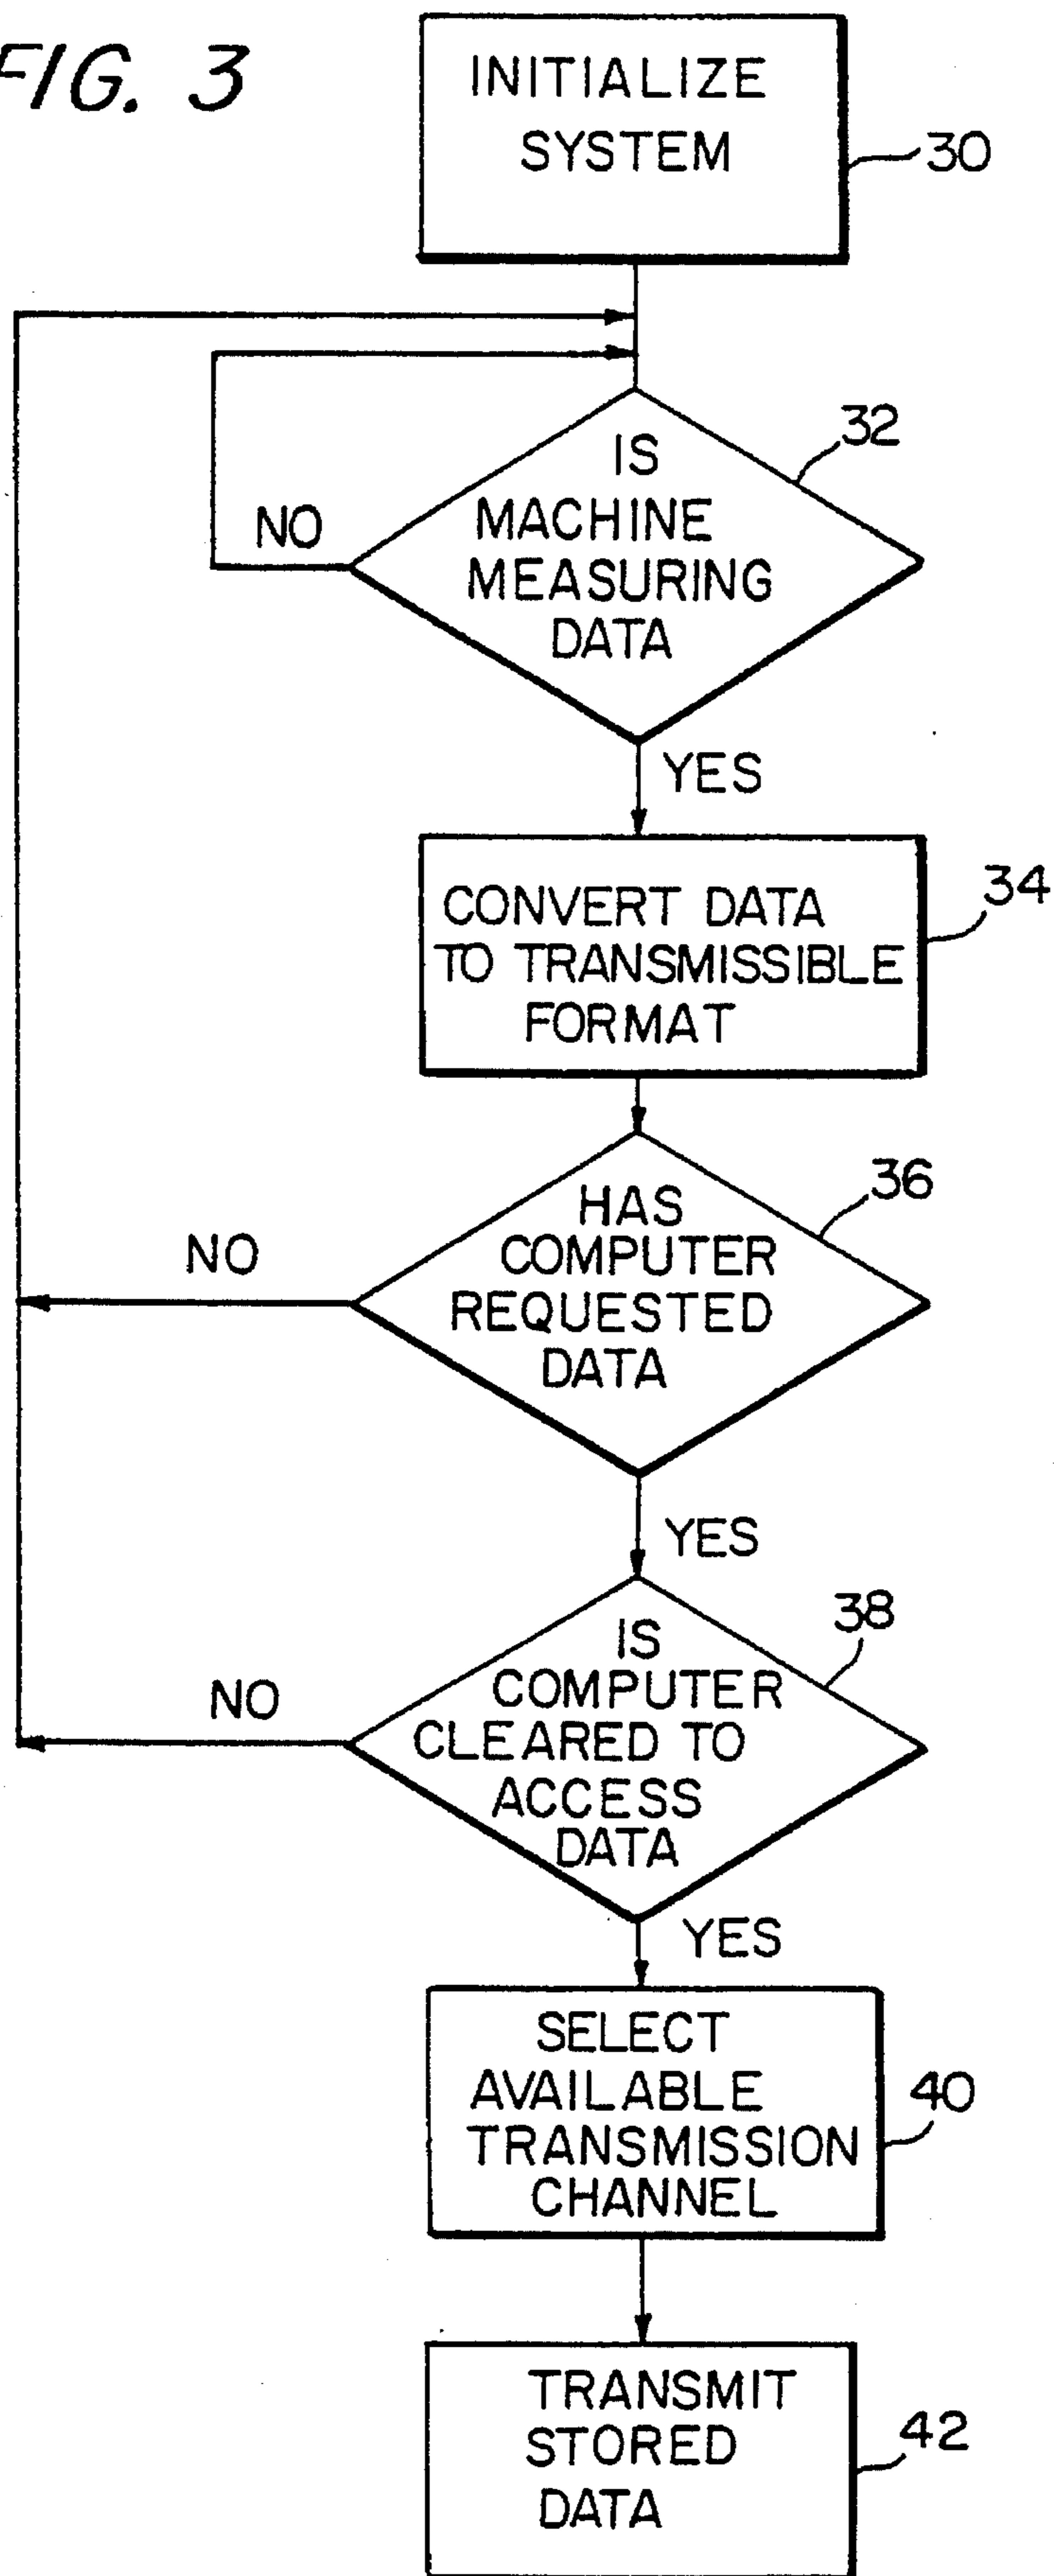 FIG. 3
INITIALIZE
SYSTEM
30
32
IS
MACHINE
MEASURING
DATA
NO
YES
34
CONVERT DATA
TO TRANSMISSIBLE
FORMAT
36
HAS
COMPUTER
REQUESTED
DATA
NO
YES
38
IS
COMPUTER
CLEARED TO
ACCESS
DATA
NO
YES
SELECT
AVAILABLE
TRANSMISSION
CHANNEL
40
TRANSMIT
STORED
DATA
42